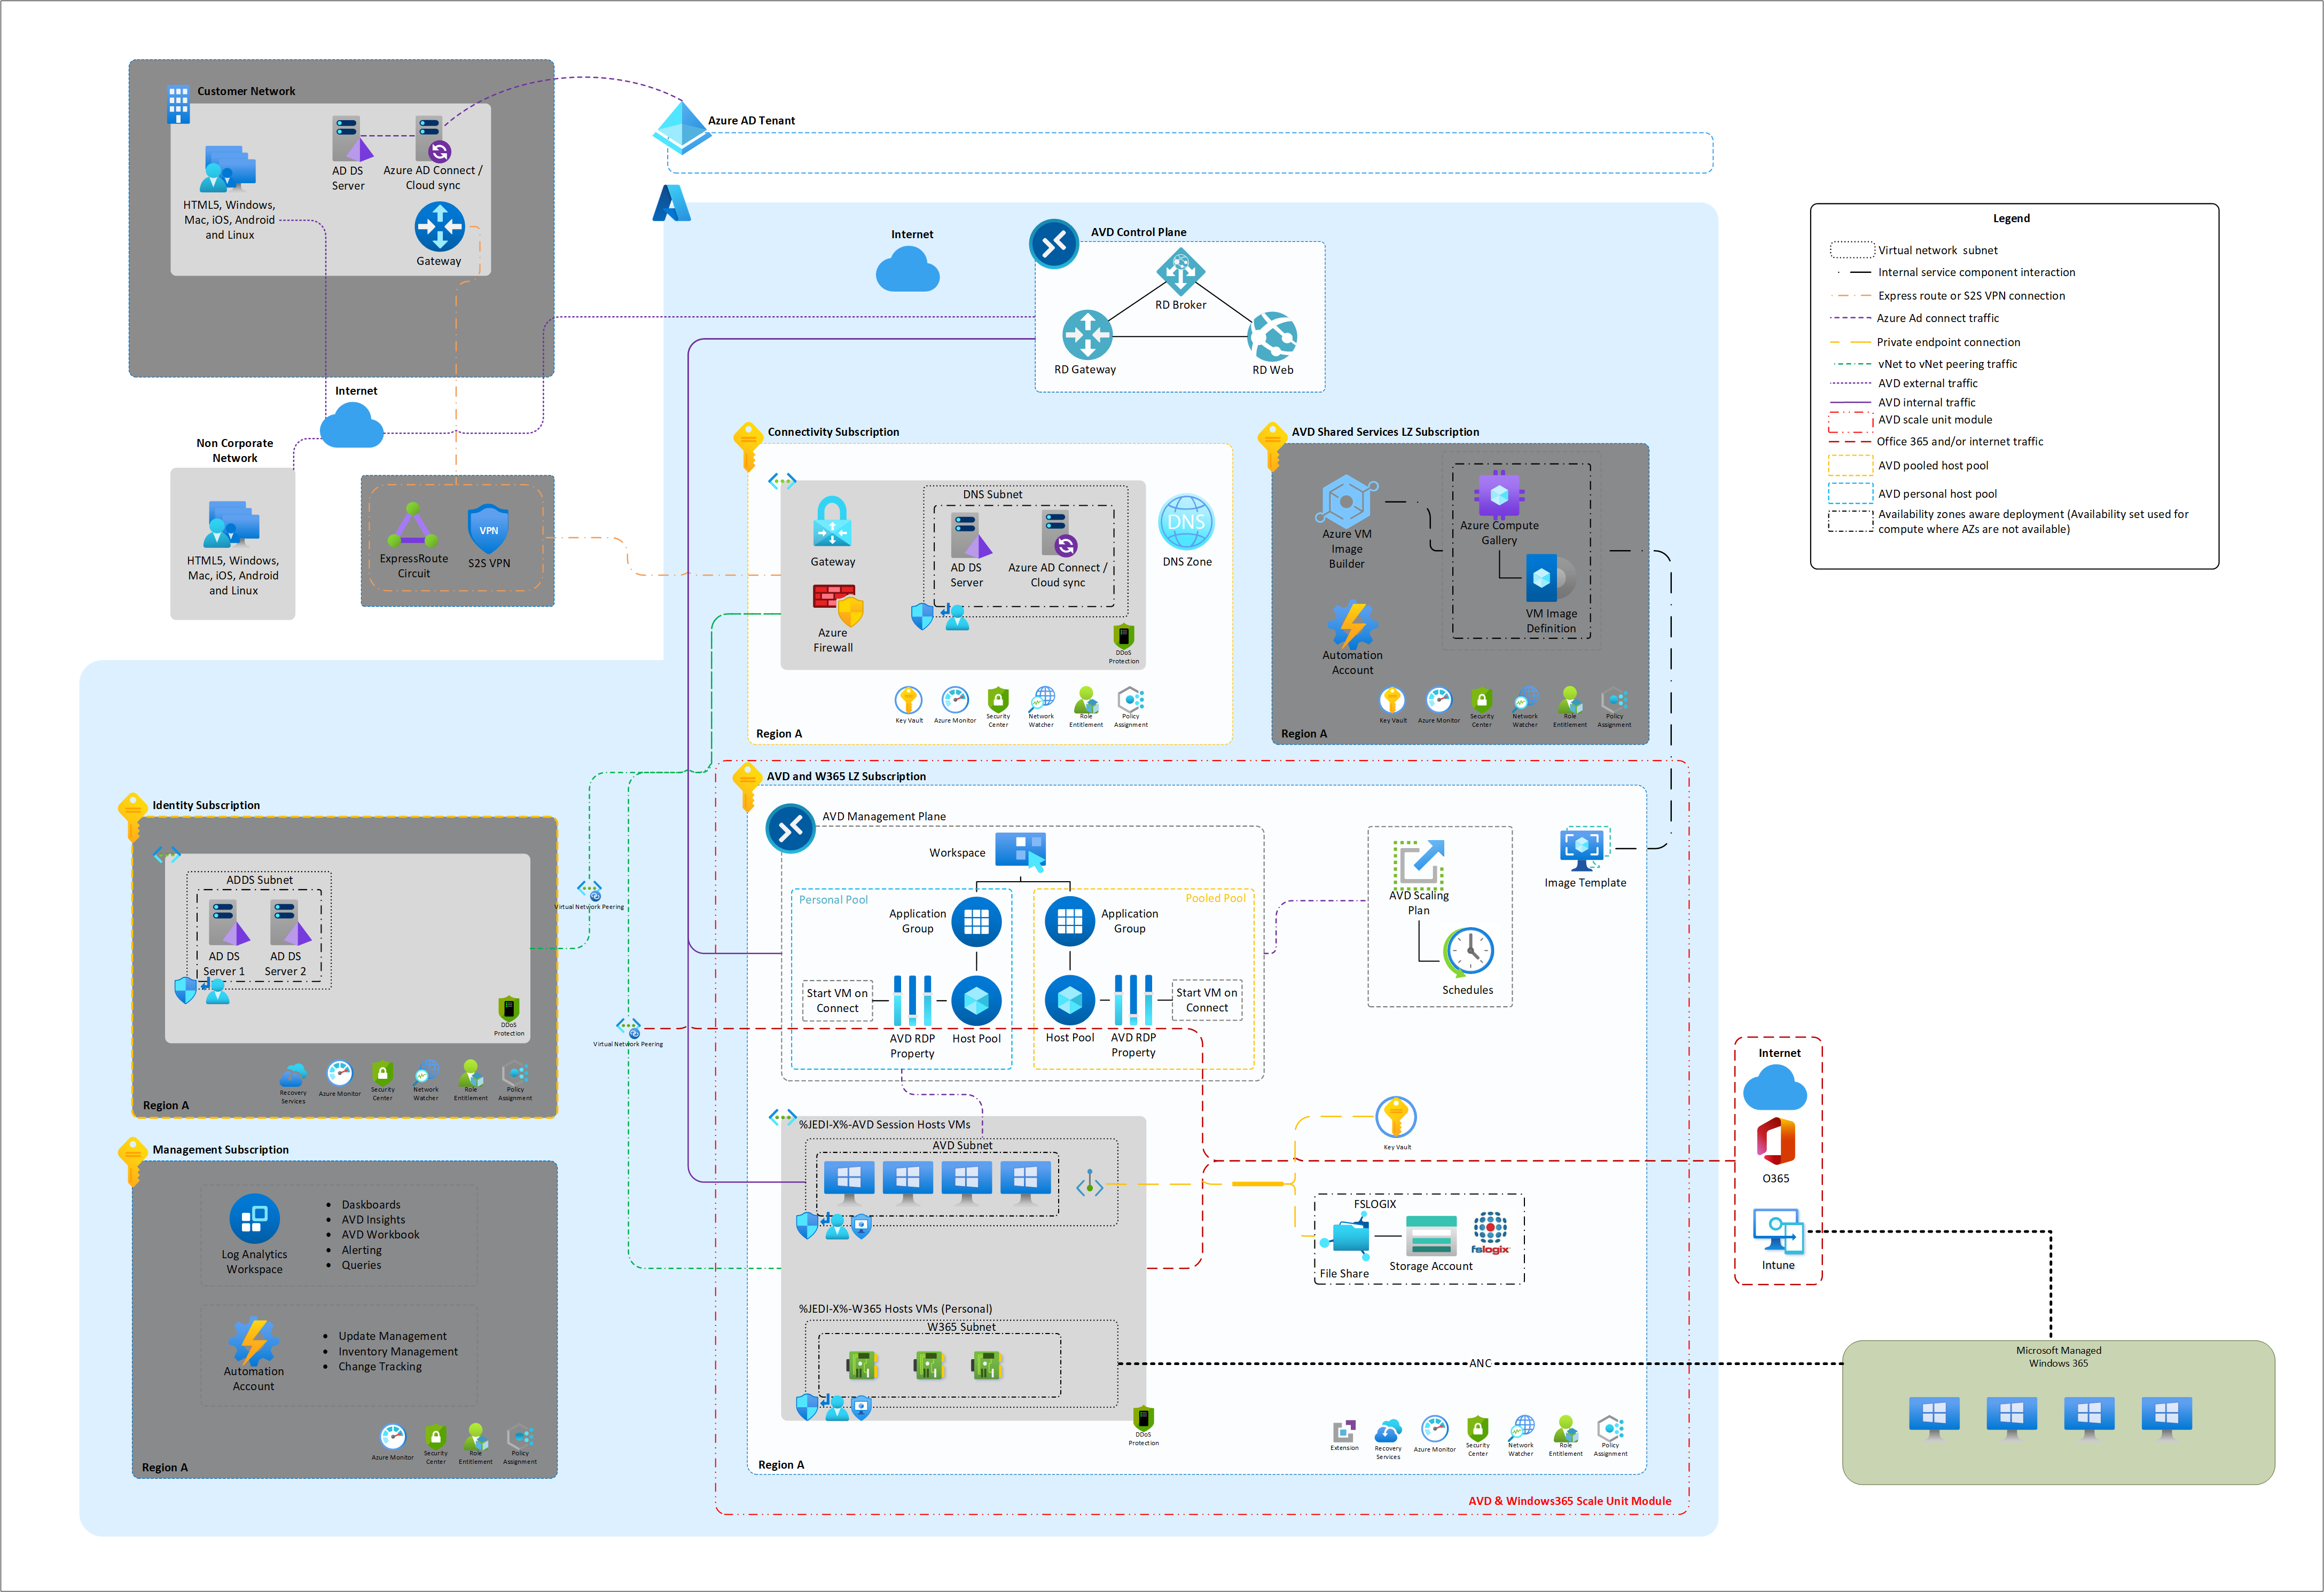 Customer Network
AD DS
Server
Azure AD Connect /
Cloud sync
HTML5, Windows,
Mac, iOS, Android
and Linux
Gateway
Azure AD Tenant
Internet
AVD Control Plane
RD Broker
RD Gateway
RD Web
Legend
Virtual network  subnet
Internal service component interaction
Express route or S2S VPN connection
Azure Ad connect traffic
Private endpoint connection
vNet to vNet peering traffic
AVD external traffic
AVD internal traffic
AVD scale unit module
Office 365 and/or internet traffic
AVD pooled host pool
AVD personal host pool
Availability zones aware deployment (Availability set used for
compute where AZs are not available)
Internet
Non Corporate
Network
HTML5, Windows,
Mac, iOS, Android
and Linux
ExpressRoute
Circuit
VPN
S2S VPN
Connectivity Subscription
Gateway
Azure
Firewall
DNS Subnet
AD DS
Server
Azure AD Connect /
Cloud sync
DNS
DNS Zone
DDoS
Protection
Key Vault
Azure Monitor
Security
Center
Network
Watcher
Role
Entitlement
Policy
Assignment
Region A
AVD Shared Services LZ Subscription
Azure VM
Image
Builder
Azure Compute
Gallery
VM Image
Definition
Automation
Account
Key Vault
Azure Monitor
Security
Center
Network
Watcher
Role
Entitlement
Policy
Assignment
Region A
Identity Subscription
ADDS Subnet
AD DS
Server 1
AD DS
Server 2
DDoS
Protection
Recovery
Services
Azure Monitor
Security
Center
Network
Watcher
Role
Entitlement
Policy
Assignment
Region A
Virtual Network Peering
Virtual Network Peering
Management Subscription
Log Analytics
Workspace
• Daskboards
• AVD Insights
• AVD Workbook
• Alerting
• Queries
Automation
Account
• Update Management
• Inventory Management
• Change Tracking
Azure Monitor
Security
Center
Role
Entitlement
Policy
Assignment
Region A
AVD and W365 LZ Subscription
AVD Management Plane
Workspace
Personal Pool
Application
Group
Start VM on
Connect
AVD RDP
Property
Host Pool
Pooled Pool
Application
Group
Host Pool
AVD RDP
Property
Start VM on
Connect
AVD Scaling
Plan
Schedules
Image Template
%JEDI-X%-AVD Session Hosts VMs
AVD Subnet
Key Vault
FSLOGIX
File Share
Storage Account
fslogix
%JEDI-X%-W365 Hosts VMs (Personal)
W365 Subnet
DDoS
Protection
ANC
Extension
Recovery
Services
Azure Monitor
Security
Center
Network
Watcher
Role
Entitlement
Policy
Assignment
Region A
AVD & Windows365 Scale Unit Module
Internet
O365
Intune
Microsoft Managed
Windows 365